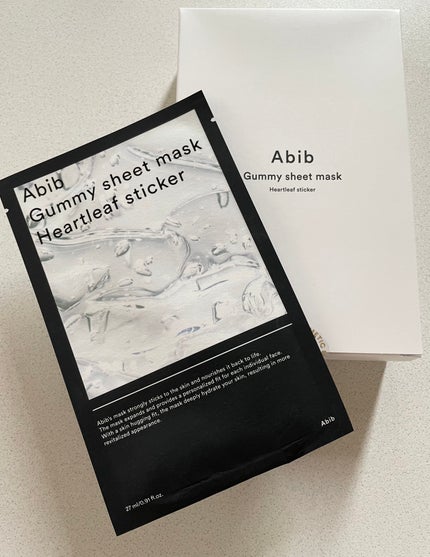 Abib
Gummy sheet mask
Heartleaf sticker
Abib
Gummy sheet mask
Heartleaf sticker
Abib's mask strongly sticks to the skin and nourishes it back to life.
The mask expands and provides a personalized fit for each individual face.
With a skin hugging fit, the mask deeply hydrate your skin, resulting in more
revitalized appearance.
Abib
27 ml/0.91 fl.oz.